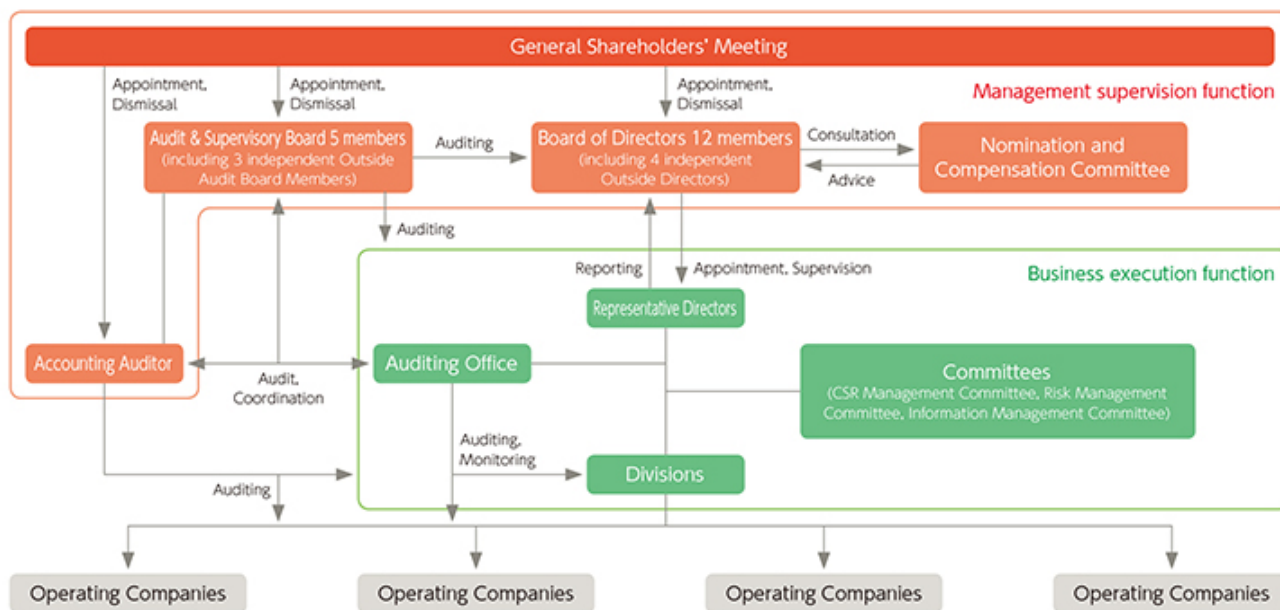 General Shareholders' Meeting
Appointment,
Dismissal
Appointment,
Dismissal
Appointment,
Dismissal
Management supervision function
Audit & Supervisory Board 5 members
(including 3 independent Outside
Audit Board Members)
Auditing
Board of Directors 12 members
(including 4 independent
Outside Directors)
Consultation
Advice
Nomination and
Compensation Committee
Auditing
Reporting
Appointment, Supervision
Business execution function
Representative Directors
Accounting Auditor
Audit,
Coordination
Auditing Office
Committees
(CSR Management Committee, Risk Management
Committee, Information Management Committee)
Auditing,
Monitoring
Divisions
Auditing
Operating Companies
Operating Companies
Operating Companies
Operating Companies